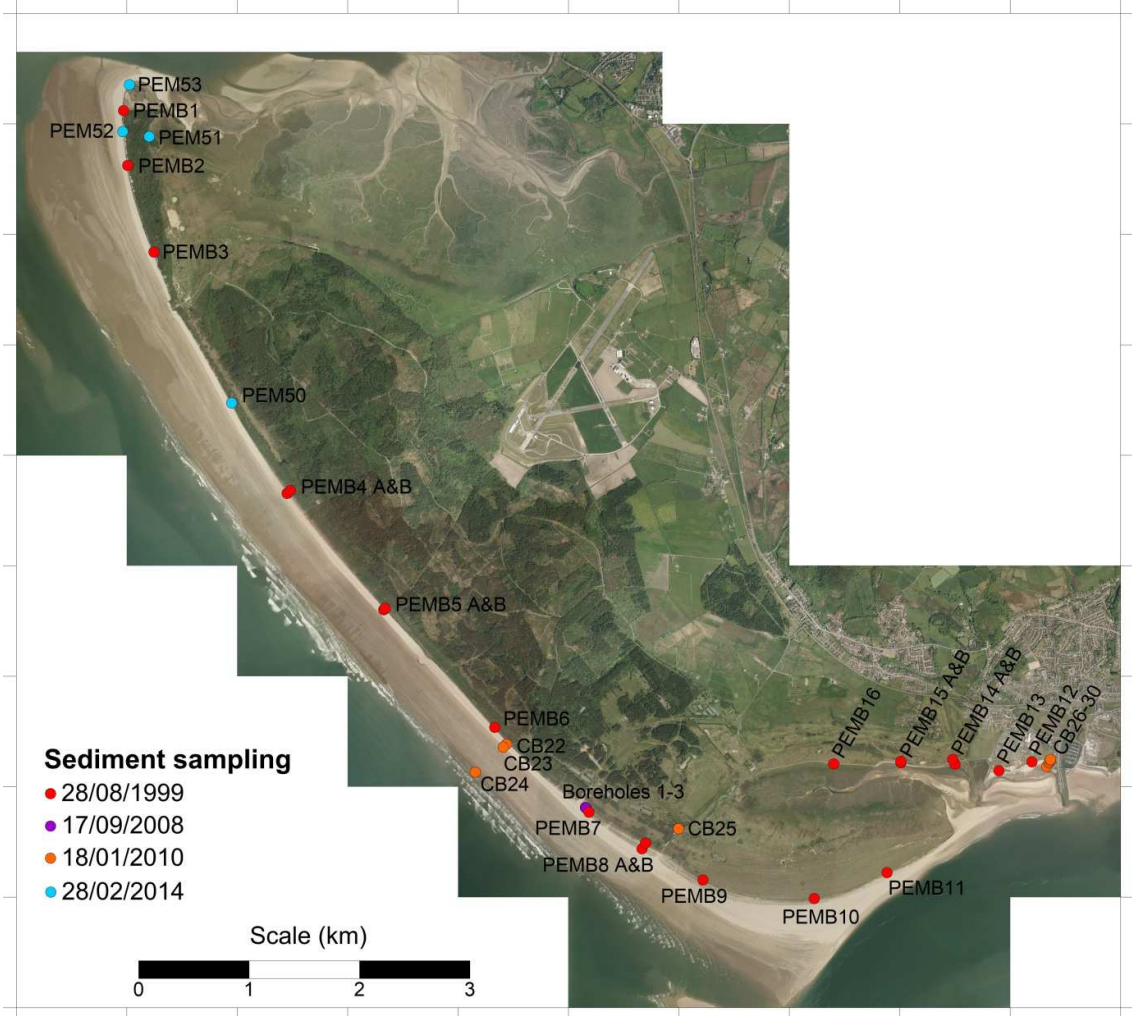 PEM53
PEMB1
PEM52
PEM51
PEMB2
PEMB3
PEM50
PEMB4 A&B
PEMB5 A&B
PEMB6
CB22
CB23
CB24
Boreholes 1-3
PEMB7
CB25
PEMB8 A&B
PEMB9
PEMB10
PEMB11
PEMB16
PEMB15 A&B
PEMB14 A&B
PEMB13
PEMB12
CB26-30
Sediment sampling
28/08/1999
17/09/2008
18/01/2010
28/02/2014
Scale (km)
0 1 2 3